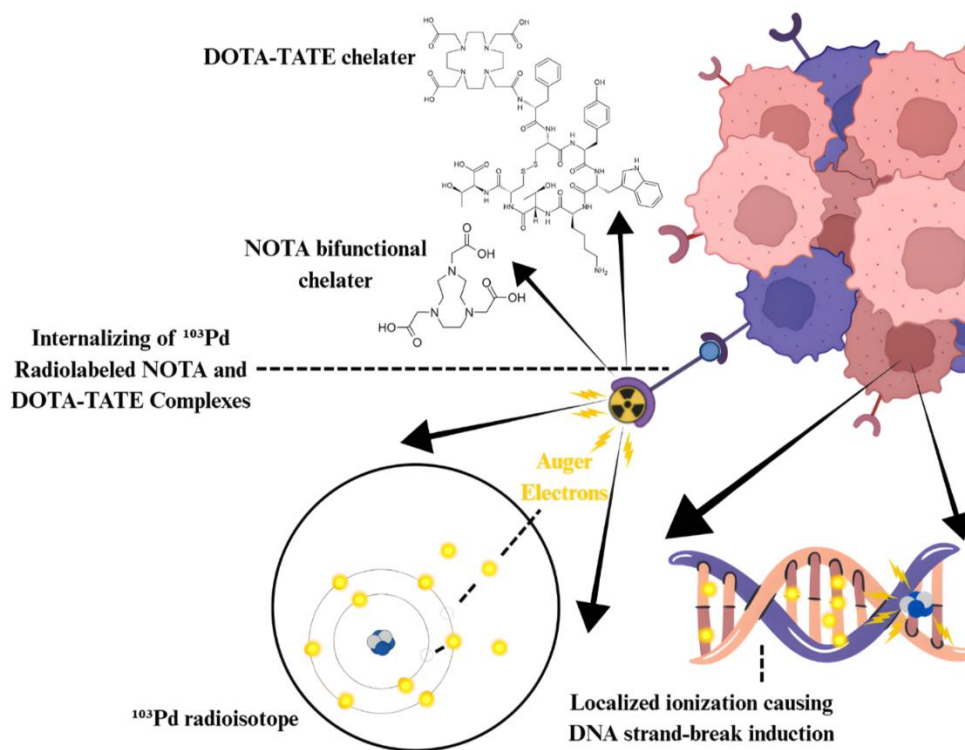 DOTA-TATE chelater
NOTA bifunctional
chelater
Internalizing of ¹⁰³Pd
Radiolabeled NOTA and
DOTA-TATE Complexes
Auger
Electrons
¹⁰³Pd radioisotope
Localized ionization causing
DNA strand-break induction